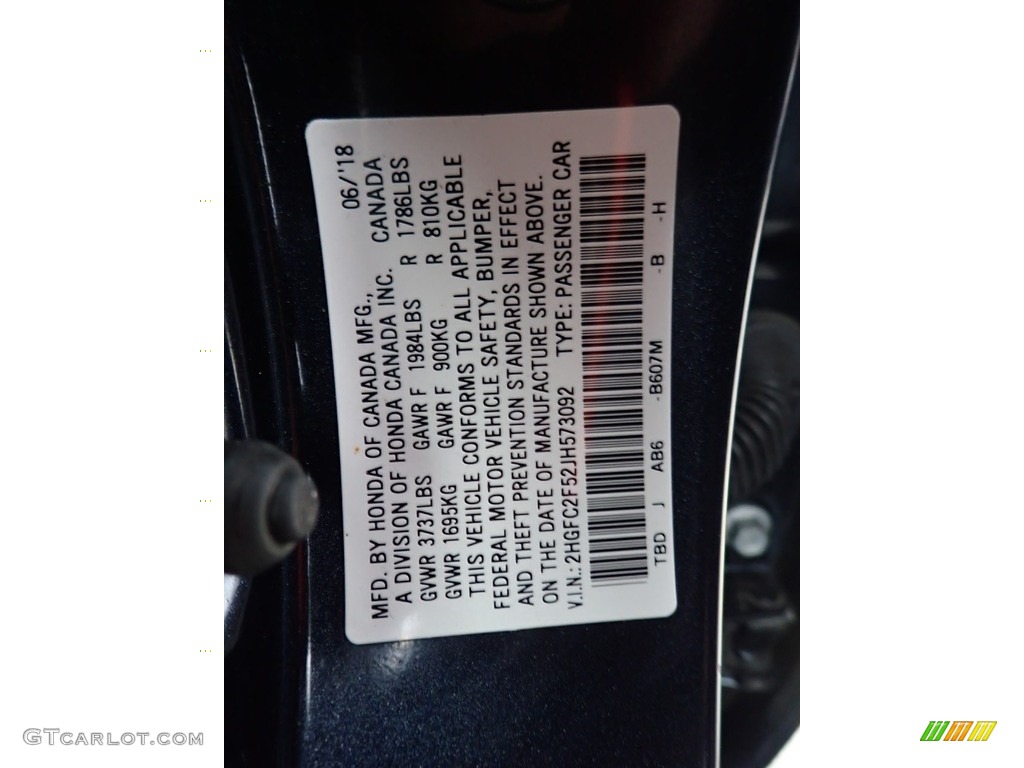 06/'18
MFD. BY HONDA OF CANADA MFG.,
A DIVISION OF HONDA CANADA INC. CANADA
GVWR 3737LBS GAWR F 1984LBS R 1786LBS
GVWR 1695KG GAWR F 900KG R 810KG
THIS VEHICLE CONFORMS TO ALL APPLICABLE
FEDERAL MOTOR VEHICLE SAFETY, BUMPER,
AND THEFT PREVENTION STANDARDS IN EFFECT
ON THE DATE OF MANUFACTURE SHOWN ABOVE.
V.I.N.: 2HGFC2F52JH573092 TYPE: PASSENGER CAR
TBD J AB6 -B607M -B -H
GTCarlot.com